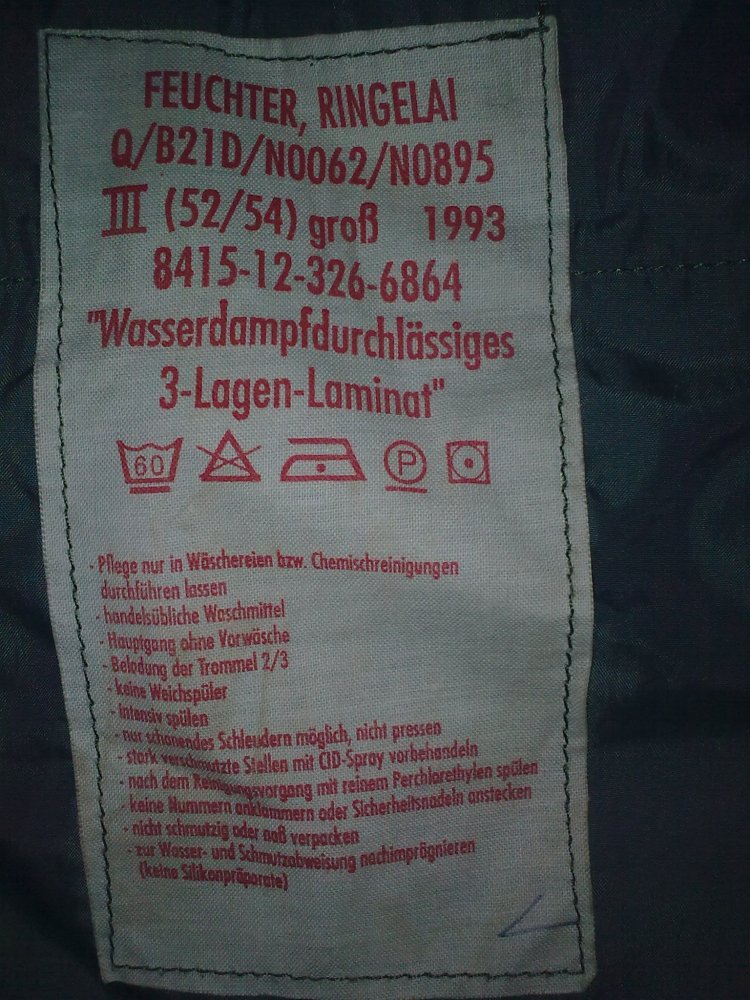 FEUCHTER, RINGELAI
Q/B21D/N0062/N0895
III (52/54) groß 1993
8415-12-326-6864
"Wasserdampfdurchlässiges
3-Lagen-Laminat"
60 P
- Pflege nur in Wäschereien bzw. Chemischreinigungen
durchführen lassen
- handelsübliche Waschmittel
- Hauptgang ohne Vorwäsche
- Beladung der Trommel 2/3
- keine Weichspüler
- Intensiv spülen
- nur schonendes Schleudern möglich, nicht pressen
- stark verschmutzte Stellen mit CID-Spray vorbehandeln
- nach dem Reinigungsvorgang mit reinem Perchlorethylen spülen
- keine Nummern anklammern oder Sicherheitsnadeln anstecken
- nicht schmutzig oder naß verpacken
- zur Wasser- und Schmutzabweisung nachimprägnieren
(keine Silikonpräparate)